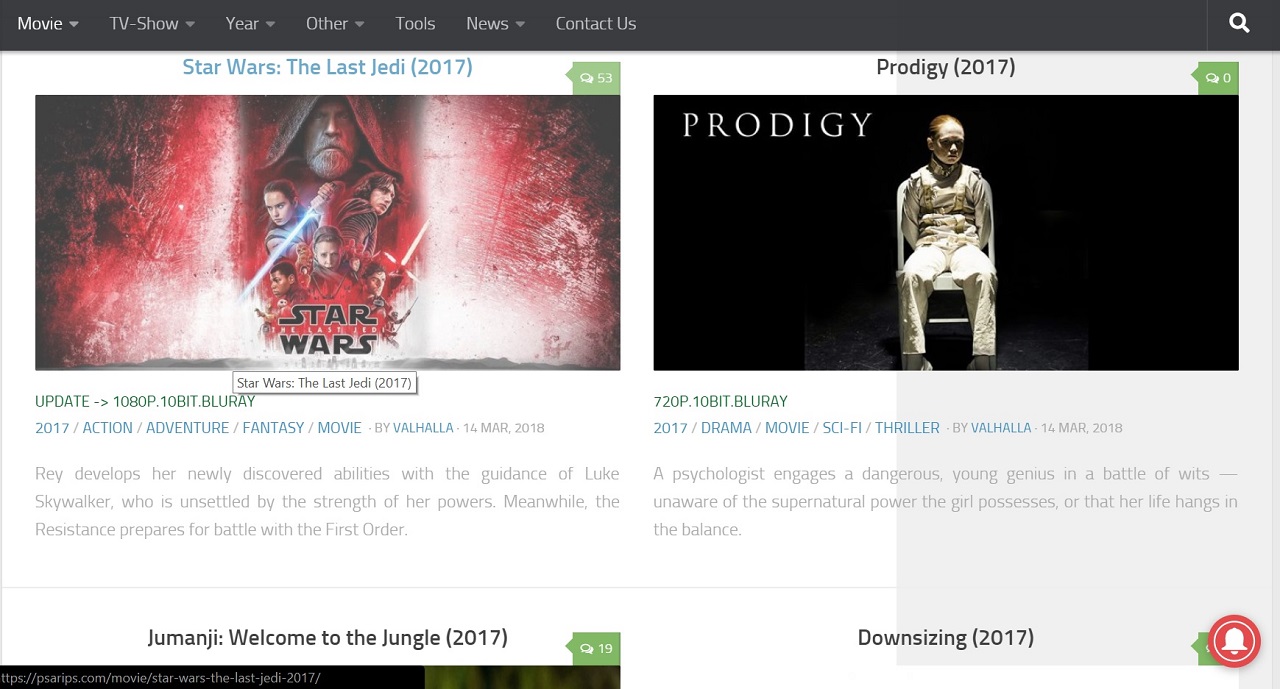 Movie TV-Show Year Other Tools News Contact Us
Star Wars: The Last Jedi (2017)
53
STAR
THE LAST JEDI
WARS
Star Wars: The Last Jedi (2017)
UPDATE -> 1080P.10BIT.BLURAY
2017 / ACTION / ADVENTURE / FANTASY / MOVIE · BY VALHALLA · 14 MAR, 2018
Rey develops her newly discovered abilities with the guidance of Luke
Skywalker, who is unsettled by the strength of her powers. Meanwhile, the
Resistance prepares for battle with the First Order.
Prodigy (2017)
0
PRODIGY
720P.10BIT.BLURAY
2017 / DRAMA / MOVIE / SCI-FI / THRILLER · BY VALHALLA · 14 MAR, 2018
A psychologist engages a dangerous, young genius in a battle of wits —
unaware of the supernatural power the girl possesses, or that her life hangs in
the balance.
Jumanji: Welcome to the Jungle (2017)
19
Downsizing (2017)
ttps://psarips.com/movie/star-wars-the-last-jedi-2017/